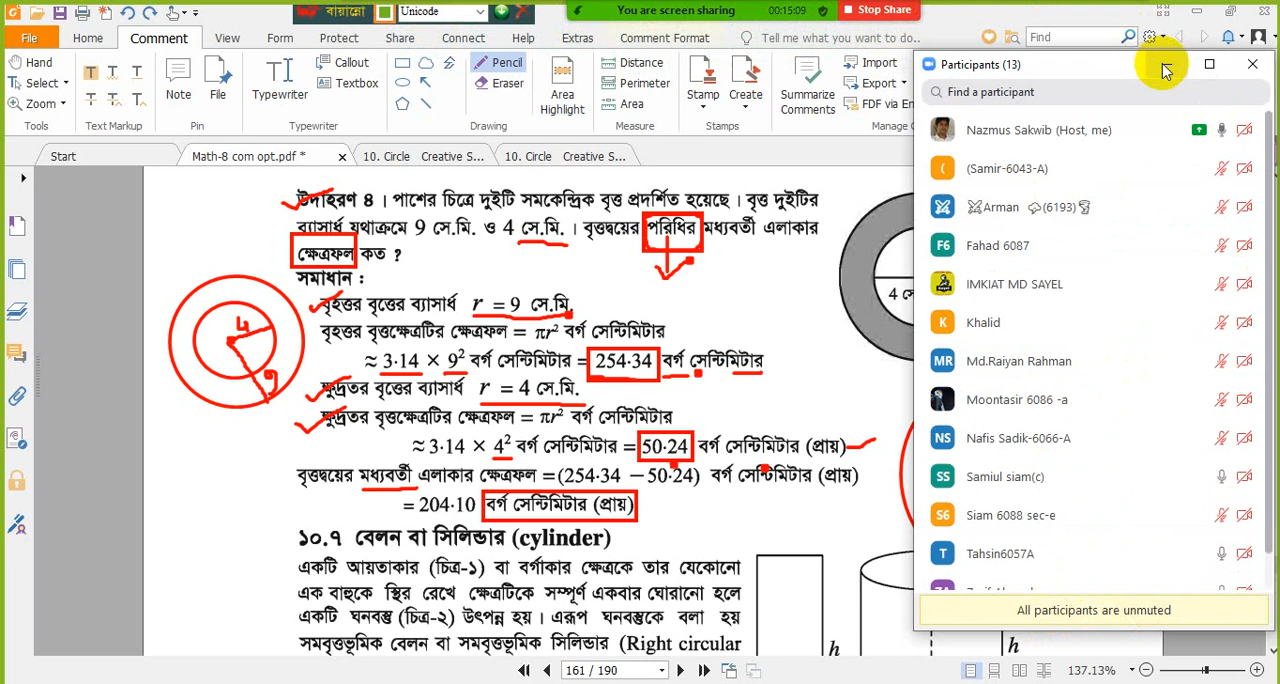 বায়ান্নো
Unicode
You are screen sharing
00:15:09
Stop Share
File
Home
Comment
View
Form
Protect
Share
Connect
Help
Extras
Comment Format
Tell me what you want to do...
Find
Hand
Select
Zoom
Tools
Text Markup
Note
File
Pin
Typewriter
Callout
Textbox
Typewriter
Pencil
Eraser
Drawing
Area Highlight
Distance
Perimeter
Area
Measure
Stamp
Create
Stamps
Summarize Comments
Import
Export
FDF via En
Manage C
Start
Math-8 com opt.pdf *
10. Circle Creative S...
10. Circle Creative S...
উদাহরণ ৪। পাশের চিত্রে দুইটি সমকেন্দ্রিক বৃত্ত প্রদর্শিত হয়েছে। বৃত্ত দুইটির
ব্যাসার্ধ যথাক্রমে 9 সে.মি. ও 4 সে.মি.। বৃত্তদ্বয়ের পরিধির মধ্যবর্তী এলাকার
ক্ষেত্রফল কত ?
সমাধান :
বৃহত্তর বৃত্তের ব্যাসার্ধ r = 9 সে.মি.
বৃহত্তর বৃত্তক্ষেত্রটির ক্ষেত্রফল = πr² বর্গ সেন্টিমিটার
≈ 3·14 × 9² বর্গ সেন্টিমিটার = 254·34 বর্গ সেন্টিমিটার
ক্ষুদ্রতর বৃত্তের ব্যাসার্ধ r = 4 সে.মি.
ক্ষুদ্রতর বৃত্তক্ষেত্রটির ক্ষেত্রফল = πr² বর্গ সেন্টিমিটার
≈ 3·14 × 4² বর্গ সেন্টিমিটার = 50·24 বর্গ সেন্টিমিটার (প্রায়)
বৃত্তদ্বয়ের মধ্যবর্তী এলাকার ক্ষেত্রফল = (254·34 − 50·24) বর্গ সেন্টিমিটার (প্রায়)
= 204·10 বর্গ সেন্টিমিটার (প্রায়)
4
9
4 সে
১০.৭ বেলন বা সিলিন্ডার (cylinder)
একটি আয়তাকার (চিত্র-১) বা বর্গাকার ক্ষেত্রকে তার যেকোনো
এক বাহুকে স্থির রেখে ক্ষেত্রটিকে সম্পূর্ণ একবার ঘোরানো হলে
একটি ঘনবস্তু (চিত্র-২) উৎপন্ন হয়। এরূপ ঘনবস্তুকে বলা হয়
সমবৃত্তভূমিক বেলন বা সমবৃত্তভূমিক সিলিন্ডার (Right circular
h
h
Participants (13)
Find a participant
Nazmus Sakwib (Host, me)
(Samir-6043-A)
Arman (6193)
Fahad 6087
IMKIAT MD SAYEL
Khalid
Md.Raiyan Rahman
Moontasir 6086 -a
Nafis Sadik-6066-A
Samiul siam(c)
Siam 6088 sec-e
Tahsin6057A
All participants are unmuted
(
F6
K
MR
NS
SS
S6
T
161 / 190
137.13%